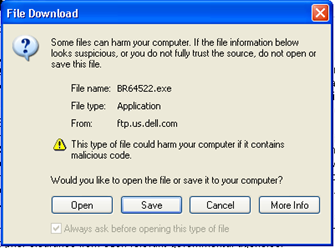 File Download
Some files can harm your computer. If the file information below
looks suspicious, or you do not fully trust the source, do not open or
save this file.
File name: BR64522.exe
File type: Application
From: ftp.us.dell.com
This type of file could harm your computer if it contains
malicious code.
Would you like to open the file or save it to your computer?
Open Save Cancel More Info
Always ask before opening this type of file